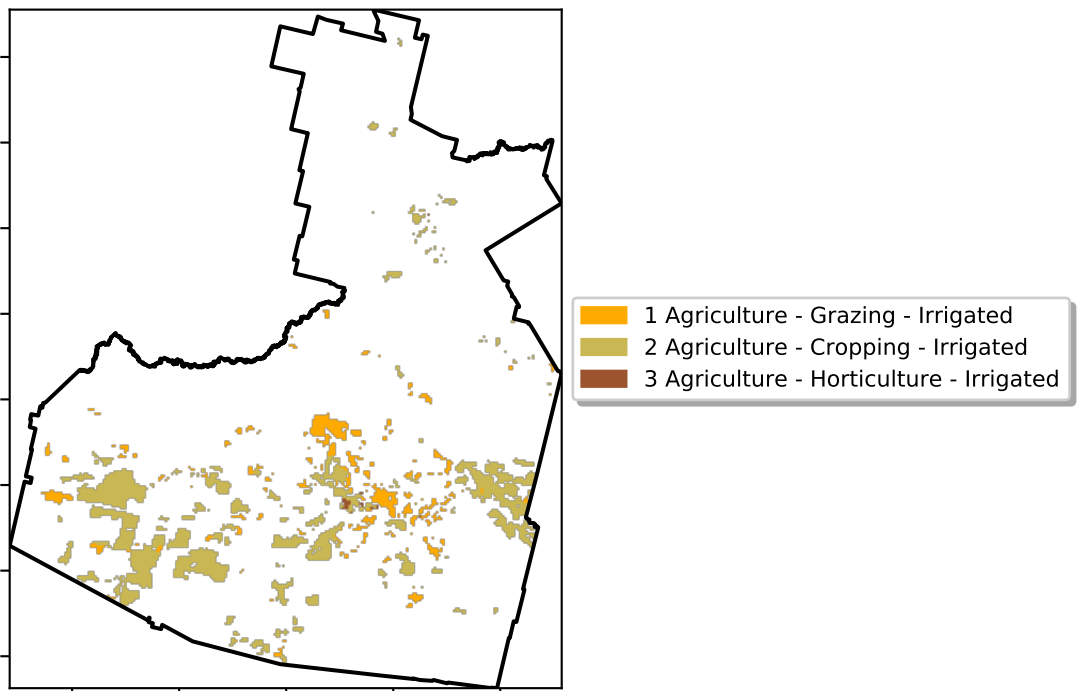 1 Agriculture - Grazing - Irrigated
2 Agriculture - Cropping - Irrigated
3 Agriculture - Horticulture - Irrigated